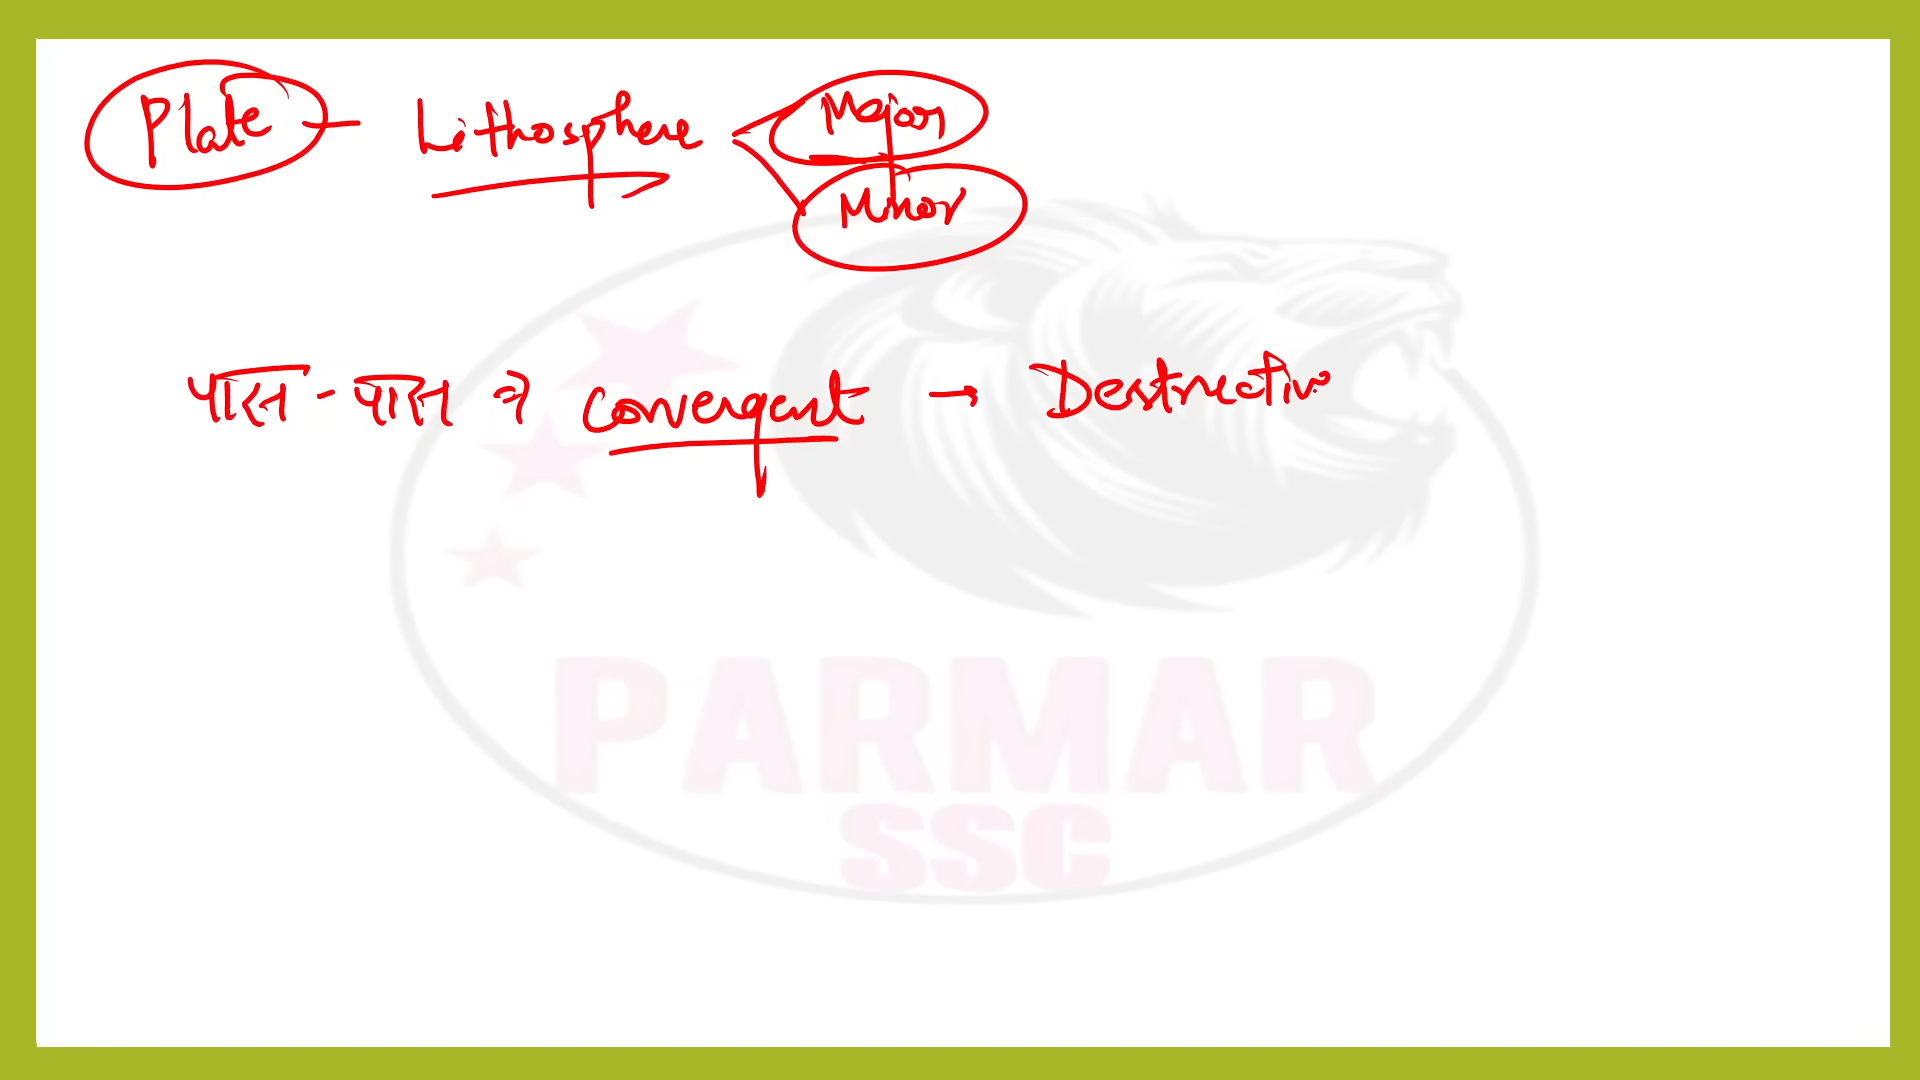 Plate - Lithosphere < Major
Minor
पास - पास → Convergent → Destructive
PARMAR
SSC